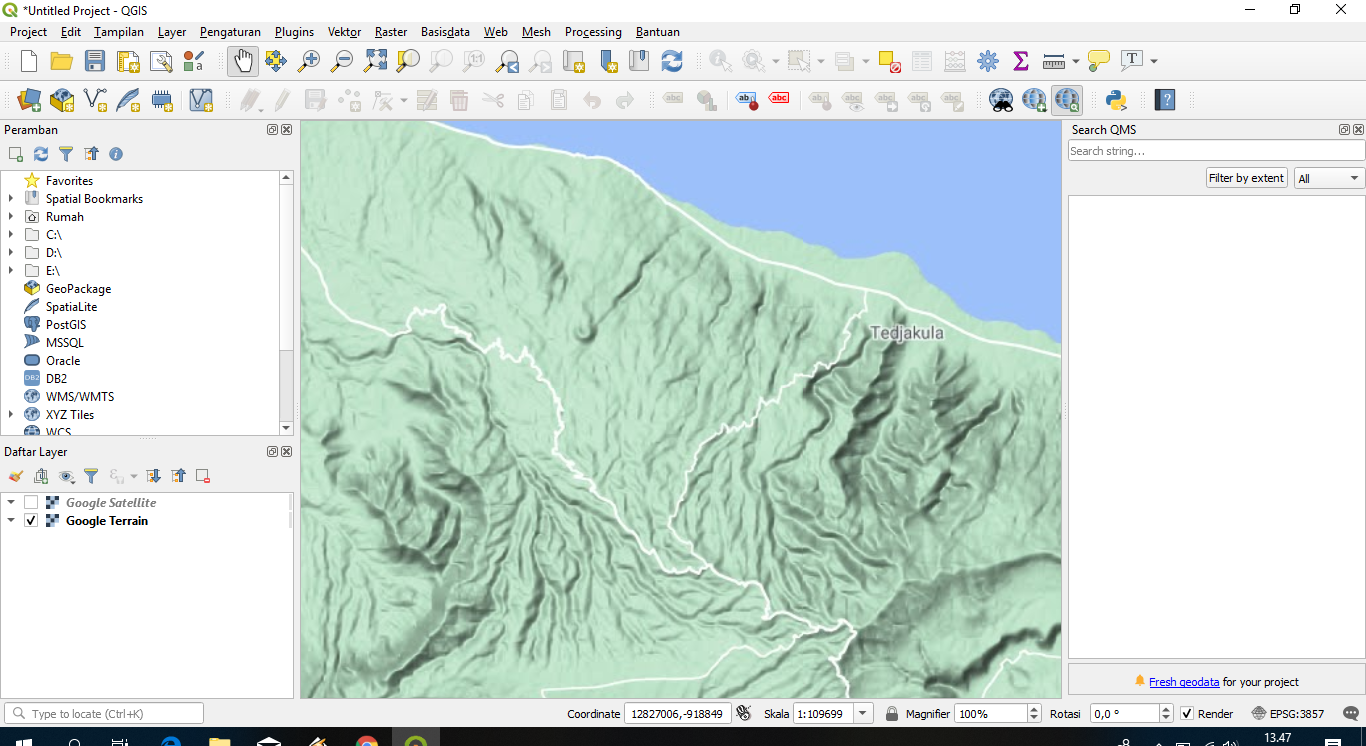 *Untitled Project - QGIS
Project Edit Tampilan Layer Pengaturan Plugins Vektor Raster Basisdata Web Mesh Processing Bantuan
Peramban
Favorites
Spatial Bookmarks
Rumah
C:\
D:\
E:\
GeoPackage
SpatiaLite
PostGIS
MSSQL
Oracle
DB2
WMS/WMTS
XYZ Tiles
WCS
Daftar Layer
Google Satellite
Google Terrain
Tedjakula
Search QMS
Search string...
Filter by extent All
Fresh geodata for your project
Type to locate (Ctrl+K) Coordinate 12827006,-918849 Skala 1:109699 Magnifier 100% Rotasi 0,0 ° Render EPSG:3857
13.47